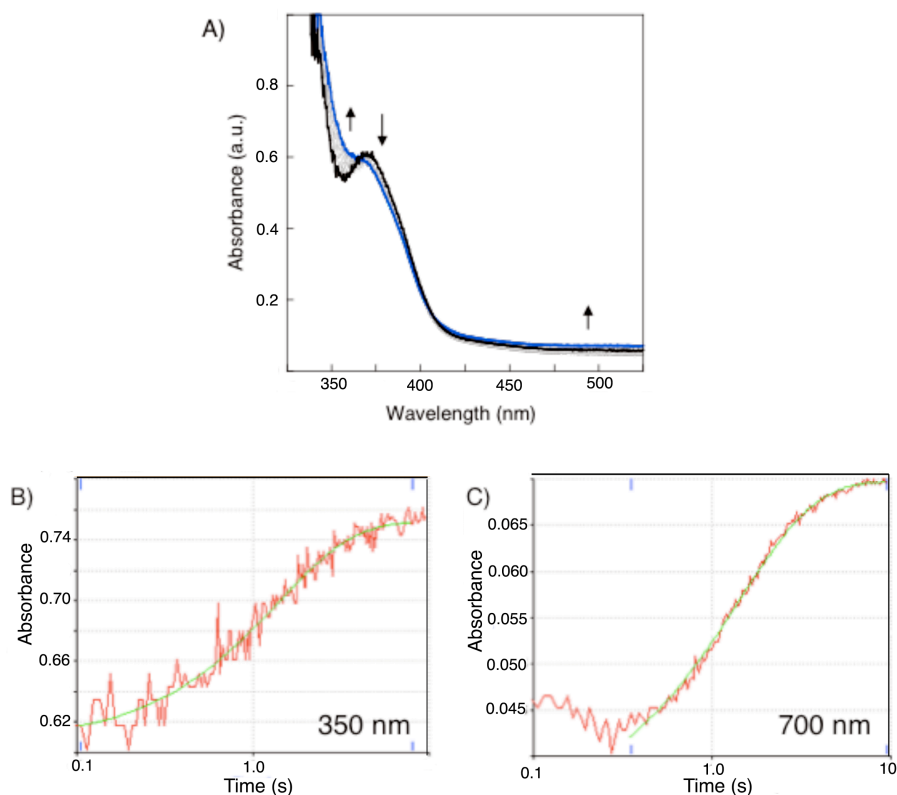 A)
Absorbance (a.u.)
0.8
0.6
0.4
0.2
350 400 450 500
Wavelength (nm)
B)
Absorbance
0.74
0.70
0.66
0.62
350 nm
0.1 1.0
Time (s)
C)
Absorbance
0.065
0.060
0.055
0.050
0.045
700 nm
0.1 1.0 10
Time (s)